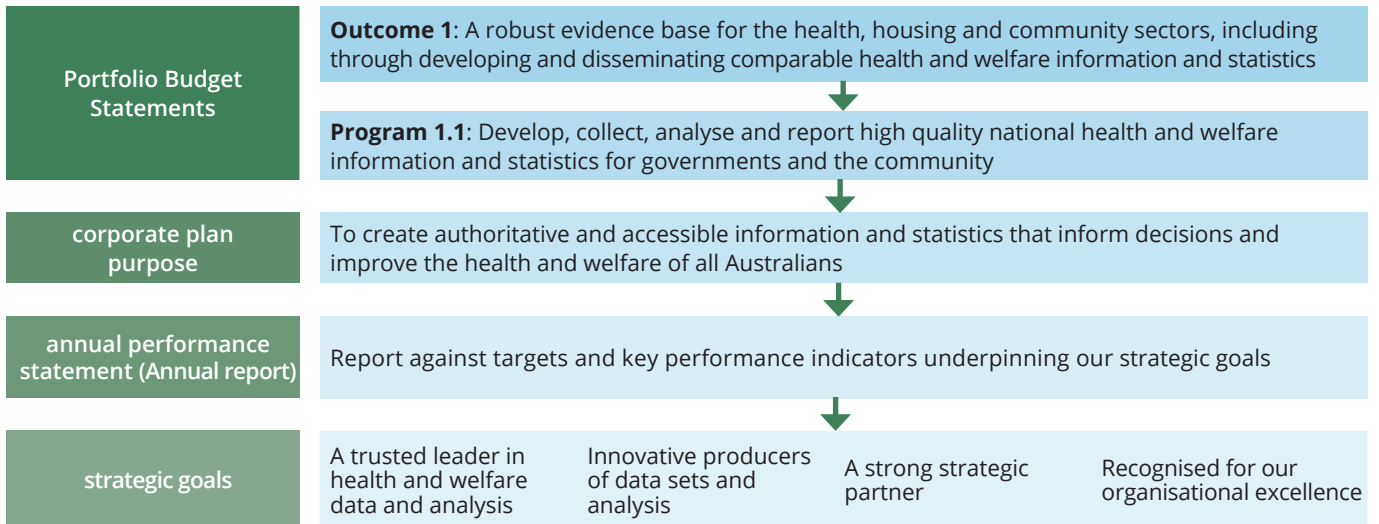 Portfolio Budget
Statements
Outcome 1: A robust evidence base for the health, housing and community sectors, including
through developing and disseminating comparable health and welfare information and statistics
Program 1.1: Develop, collect, analyse and report high quality national health and welfare
information and statistics for governments and the community
corporate plan
purpose
To create authoritative and accessible information and statistics that inform decisions and
improve the health and welfare of all Australians
annual performance
statement (Annual report)
Report against targets and key performance indicators underpinning our strategic goals
strategic goals
A trusted leader in
health and welfare
data and analysis
Innovative producers
of data sets and
analysis
A strong strategic
partner
Recognised for our
organisational excellence